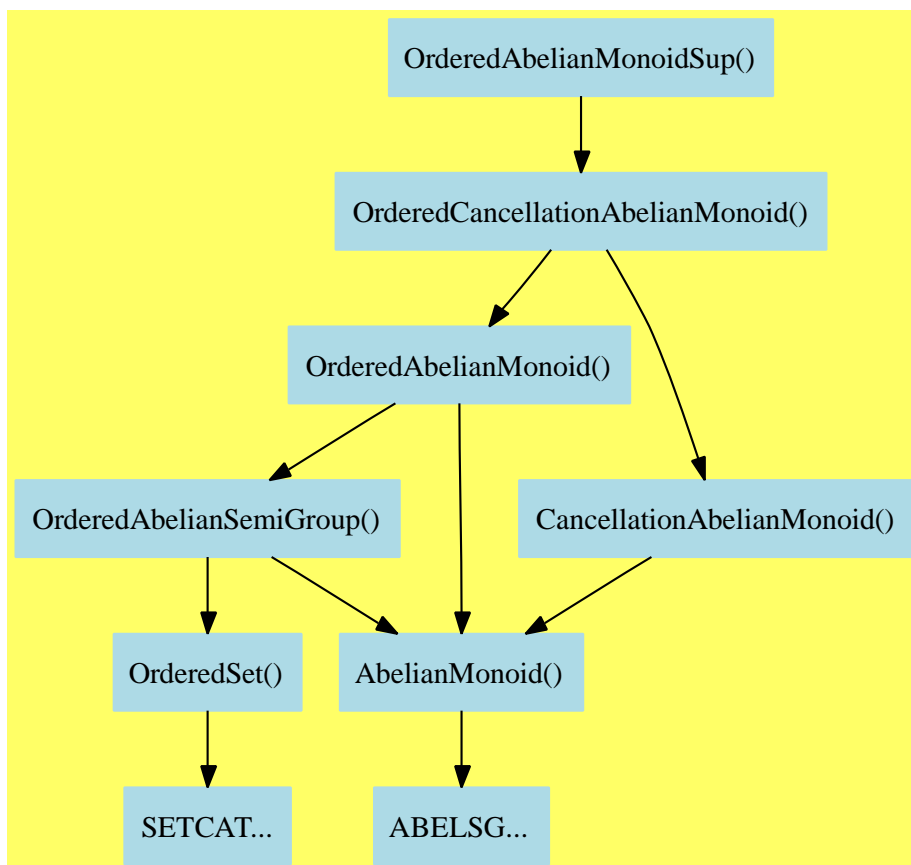 OrderedAbelianMonoidSup()
OrderedCancellationAbelianMonoid()
OrderedAbelianMonoid()
OrderedAbelianSemiGroup()
CancellationAbelianMonoid()
OrderedSet()
AbelianMonoid()
SETCAT...
ABELSG...